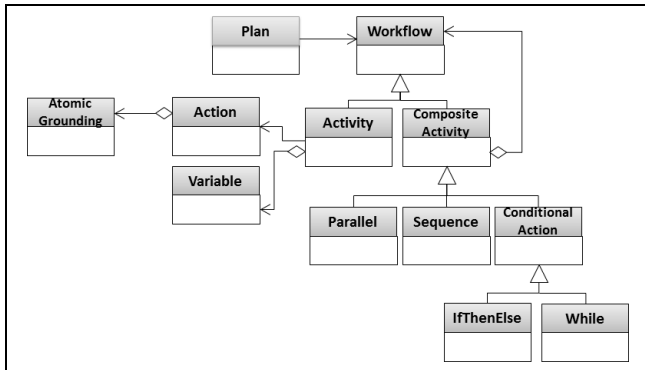 Plan
Workflow
Atomic
Grounding
Action
Activity
Composite
Activity
Variable
Parallel
Sequence
Conditional
Action
IfThenElse
While